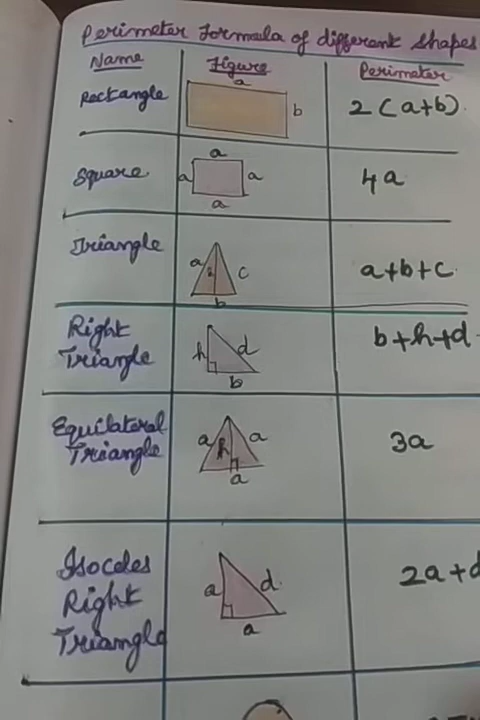 Perimeter Formula of different Shapes
Name Figure Perimeter
Rectangle a b 2(a+b)
Square a a a a 4a
Triangle a h c b a+b+c
Right h d b b+h+d
Triangle
Equilateral a h a a 3a
Triangle
Isoceles a d a 2a+d
Right
Triangle